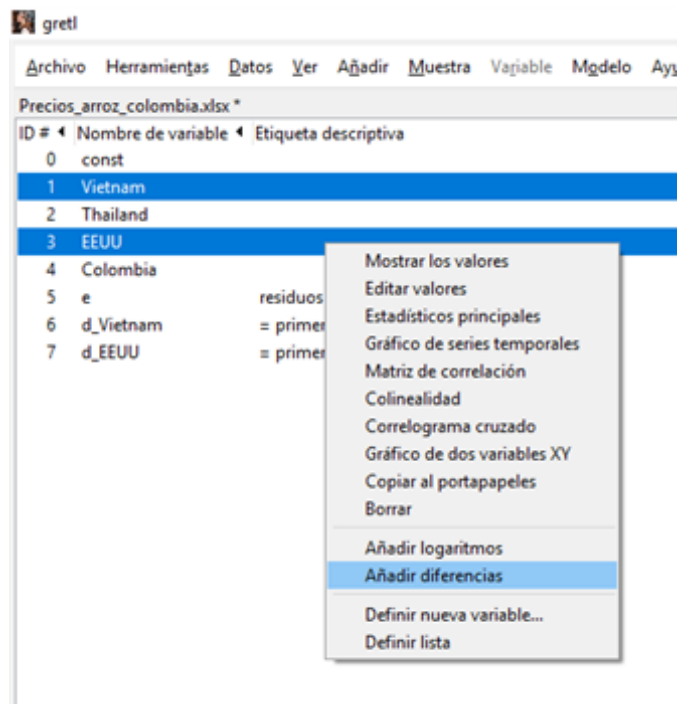 gretl
Archivo Herramientas Datos Ver Añadir Muestra Variable Modelo
Precios_arroz_colombia.xlsx *
ID # Nombre de variable Etiqueta descriptiva
0 const
1 Vietnam
2 Thailand
3 EEUU
4 Colombia
5 e residuos
6 d_Vietnam = primer
7 d_EEUU = primer
Mostrar los valores
Editar valores
Estadísticos principales
Gráfico de series temporales
Matriz de correlación
Colinealidad
Correlograma cruzado
Gráfico de dos variables XY
Copiar al portapapeles
Borrar
Añadir logaritmos
Añadir diferencias
Definir nueva variable...
Definir lista